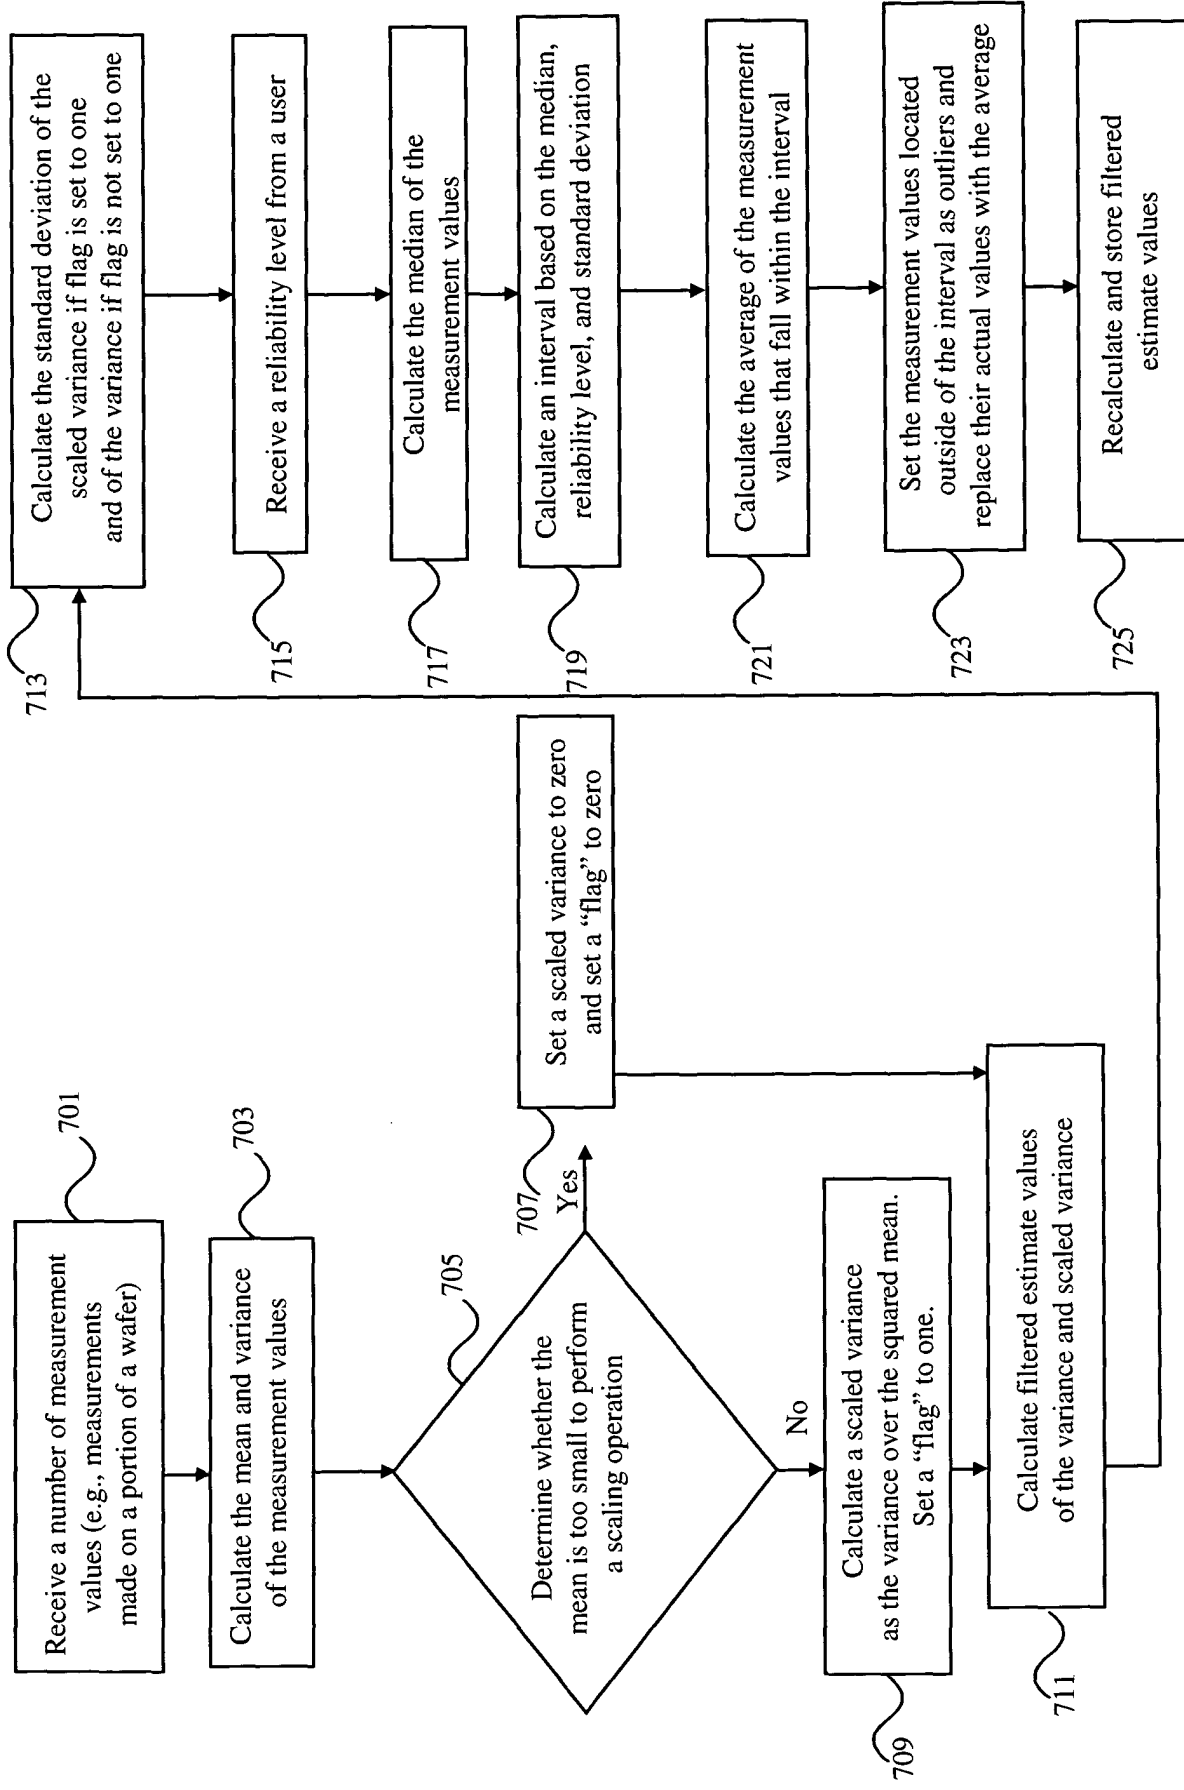 701
Receive a number of measurement
values (e.g., measurements
made on a portion of a wafer)
703
Calculate the mean and variance
of the measurement values
705
Determine whether the
mean is too small to perform
a scaling operation
Yes
No
707
Set a scaled variance to zero
and set a “flag” to zero
709
Calculate a scaled variance
as the variance over the squared mean.
Set a “flag” to one.
711
Calculate filtered estimate values
of the variance and scaled variance
713
Calculate the standard deviation of the
scaled variance if flag is set to one
and of the variance if flag is not set to one
715
Receive a reliability level from a user
717
Calculate the median of the
measurement values
719
Calculate an interval based on the median,
reliability level, and standard deviation
721
Calculate the average of the measurement
values that fall within the interval
723
Set the measurement values located
outside of the interval as outliers and
replace their actual values with the average
725
Recalculate and store filtered
estimate values